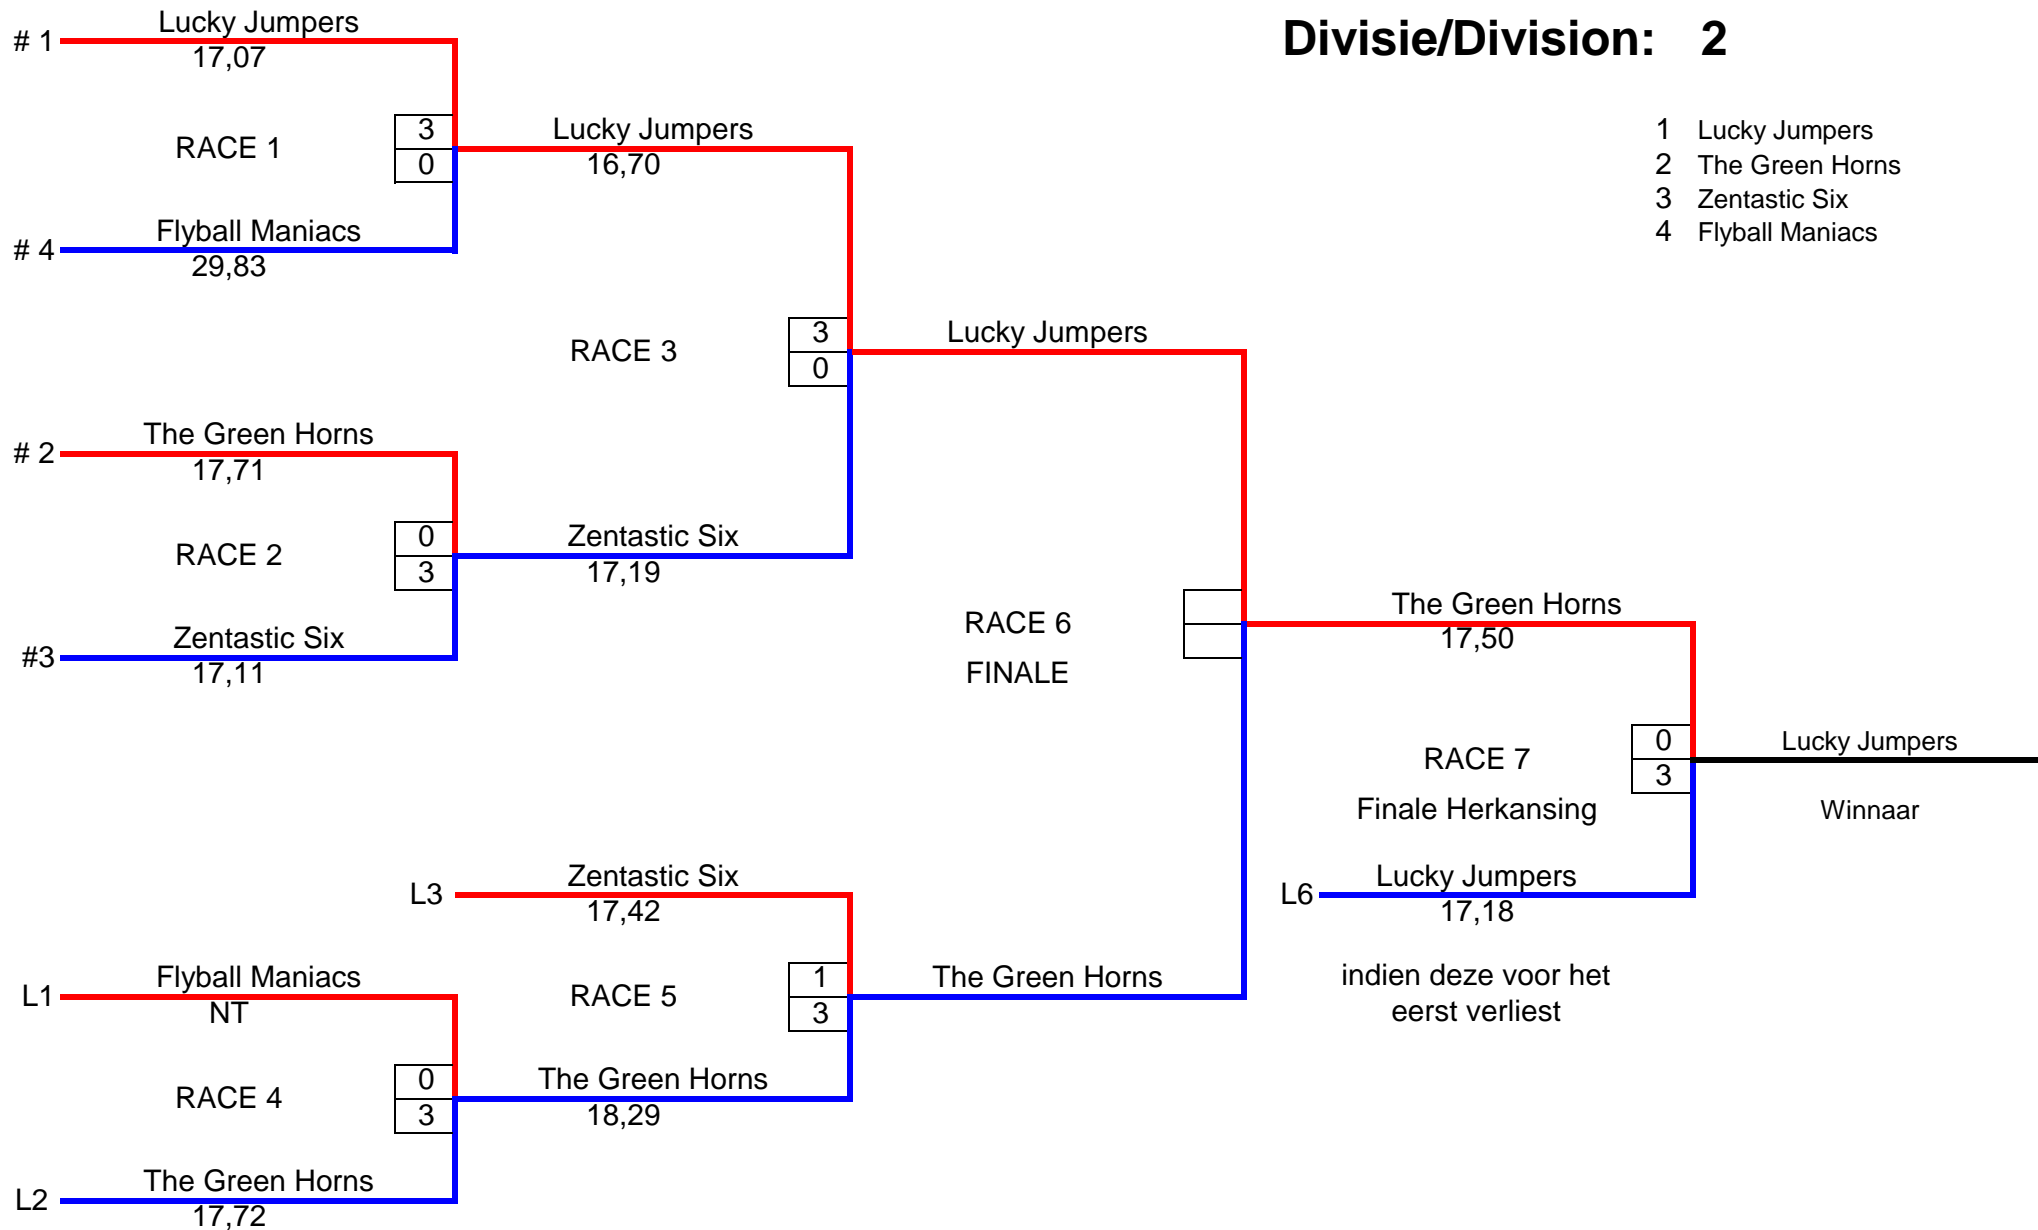 Divisie/Division: 2
# 1
Lucky Jumpers
17,07
RACE 1
3
0
# 4
Flyball Maniacs
29,83
Lucky Jumpers
16,70
1 Lucky Jumpers
2 The Green Horns
3 Zentastic Six
4 Flyball Maniacs
RACE 3
3
0
Lucky Jumpers
# 2
The Green Horns
17,71
RACE 2
0
3
#3
Zentastic Six
17,11
Zentastic Six
17,19
RACE 6
FINALE
The Green Horns
17,50
RACE 7
Finale Herkansing
0
3
Lucky Jumpers
Winnaar
L6
Lucky Jumpers
17,18
indien deze voor het
eerst verliest
L3
Zentastic Six
17,42
RACE 5
1
3
The Green Horns
L1
Flyball Maniacs
NT
RACE 4
0
3
The Green Horns
18,29
L2
The Green Horns
17,72